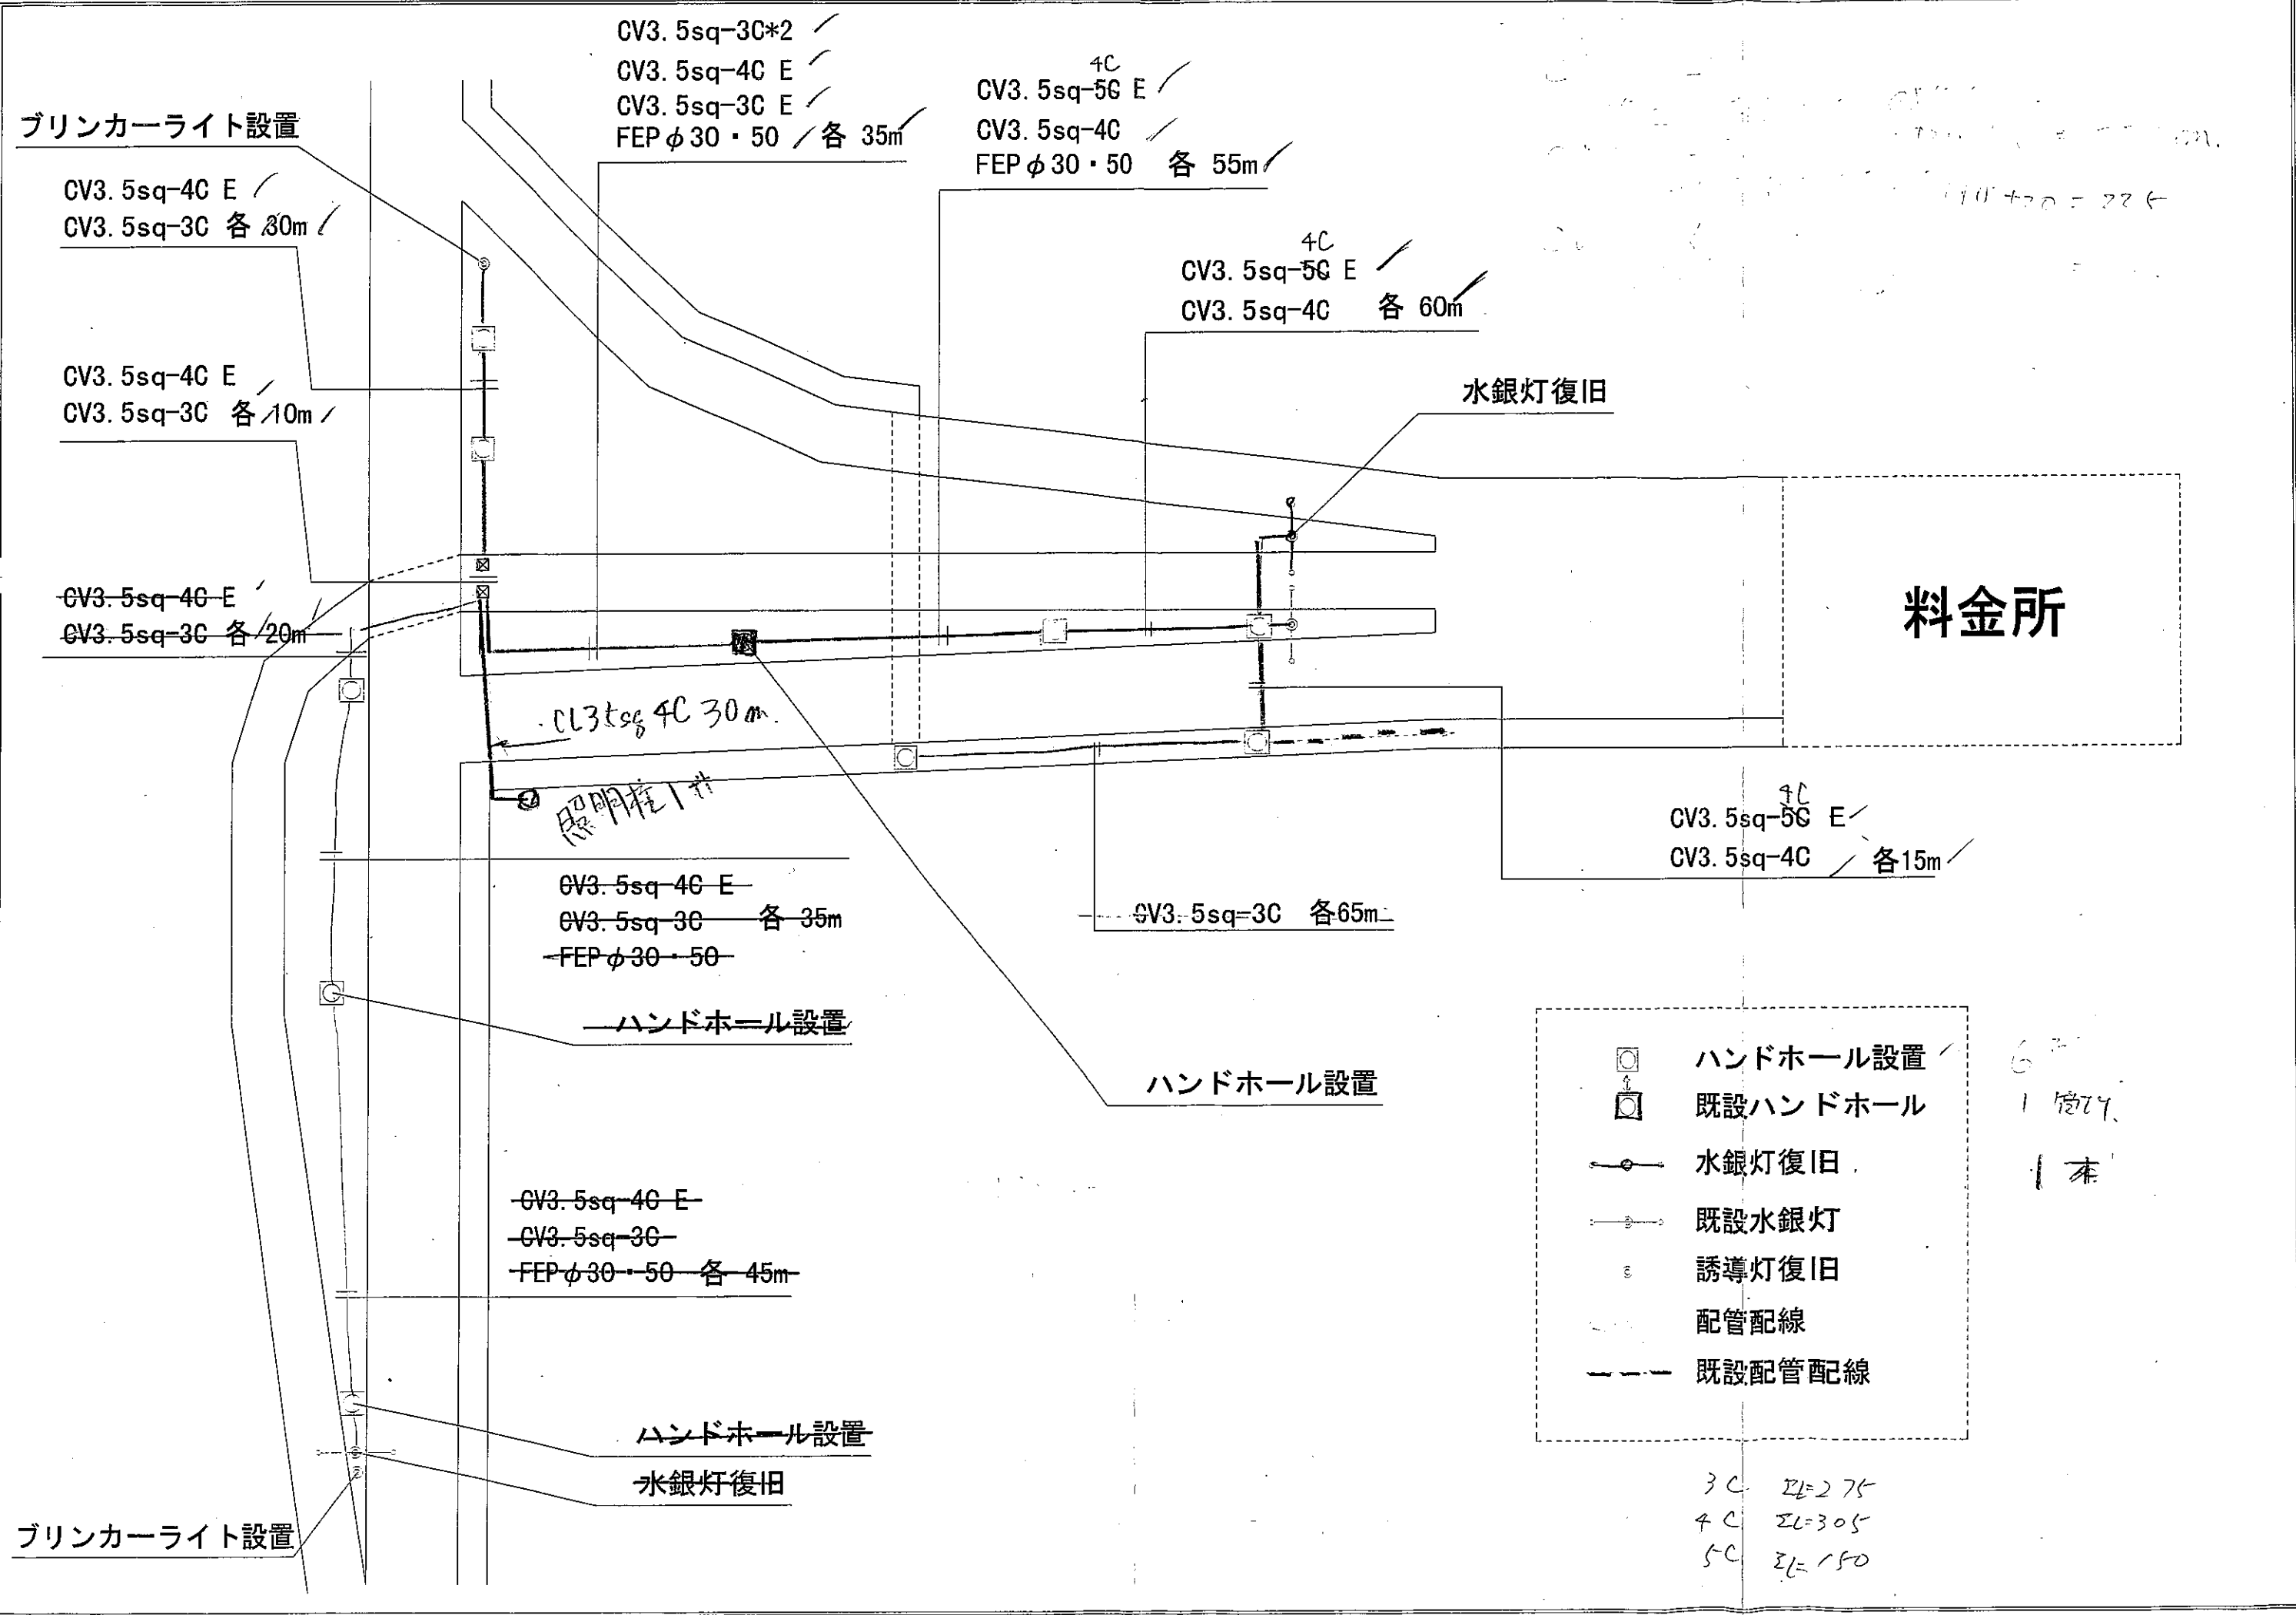 CV3.5sq-3C*2
CV3.5sq-4C E
CV3.5sq-3C E
FEPφ30・50 各 35m
4C
CV3.5sq-5C E
CV3.5sq-4C
FEPφ30・50 各 55m
ブリンカーライト設置
CV3.5sq-4C E
CV3.5sq-3C 各 30m
4C
CV3.5sq-5C E
CV3.5sq-4C 各 60m
CV3.5sq-4C E
CV3.5sq-3C 各 10m
水銀灯復旧
CV3.5sq-4C E
CV3.5sq-3C 各 20m
料金所
4C 30m.
照明柱1
4C
CV3.5sq-5C E
CV3.5sq-4C 各15m
CV3.5sq-4C E
CV3.5sq-3C 各 35m
FEPφ30・50
CV3.5sq-3C 各65m
ハンドホール設置
ハンドホール設置
CV3.5sq-4C E
CV3.5sq-3C
FEPφ30・50 各 45m
ハンドホール設置
水銀灯復旧
ブリンカーライト設置
ハンドホール設置 6
既設ハンドホール 1
水銀灯復旧 1本
既設水銀灯
誘導灯復旧
配管配線
既設配管配線
3C ΣL=275
4C ΣL=305
5C ΣL=150